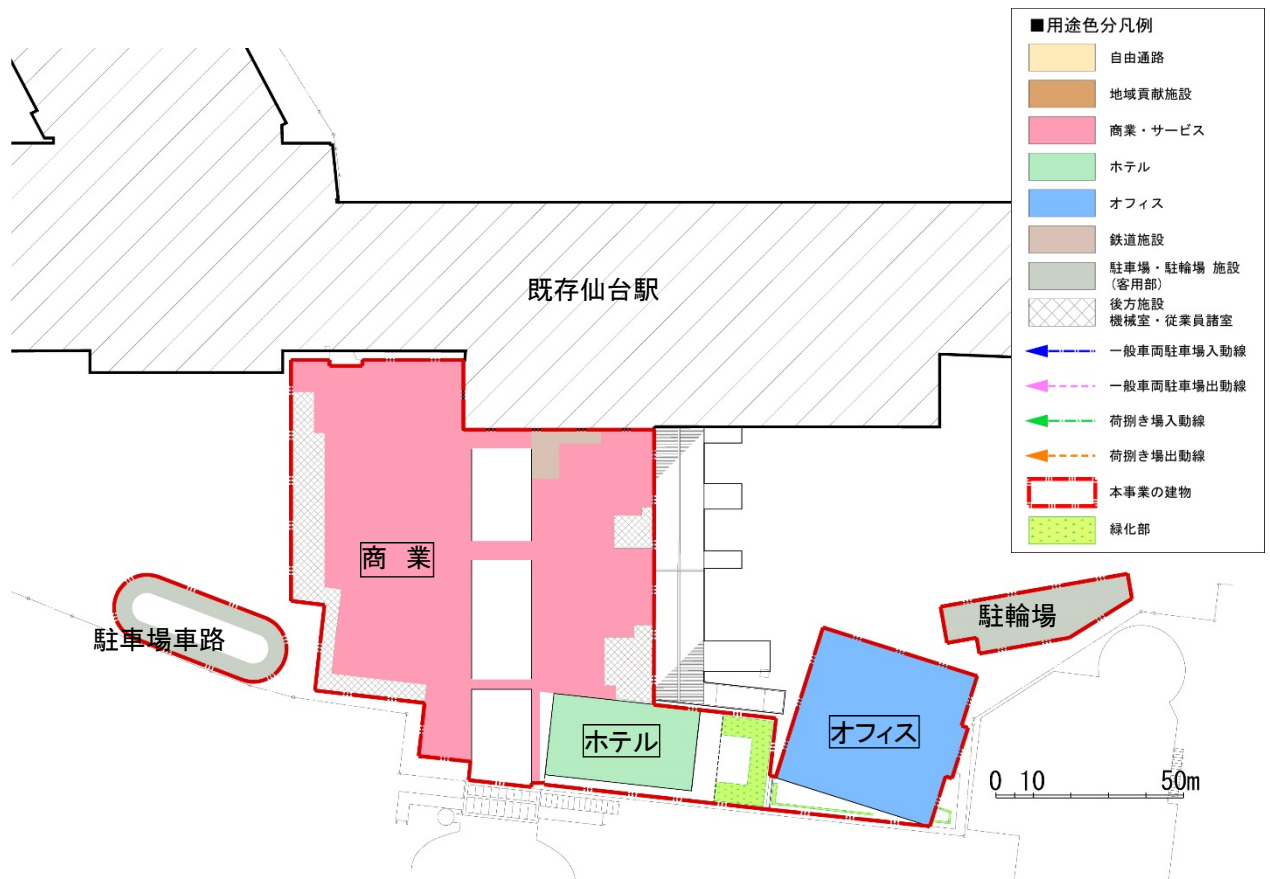 ■用途色分凡例
自由通路
地域貢献施設
商業・サービス
ホテル
オフィス
鉄道施設
駐車場・駐輪場 施設
(客用部)
後方施設
機械室・従業員諸室
一般車両駐車場入動線
一般車両駐車場出動線
荷捌き場入動線
荷捌き場出動線
本事業の建物
緑化部
既存仙台駅
商 業
駐車場車路
駐輪場
ホテル
オフィス
0 10 50m